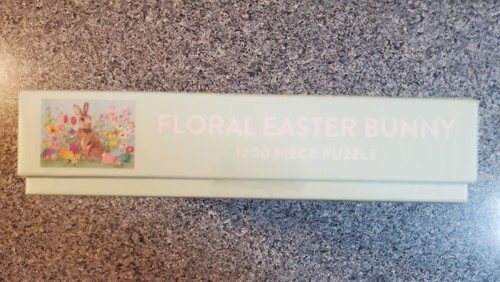 FLORAL EASTER BUNNY
1000 PIECE PUZZLE